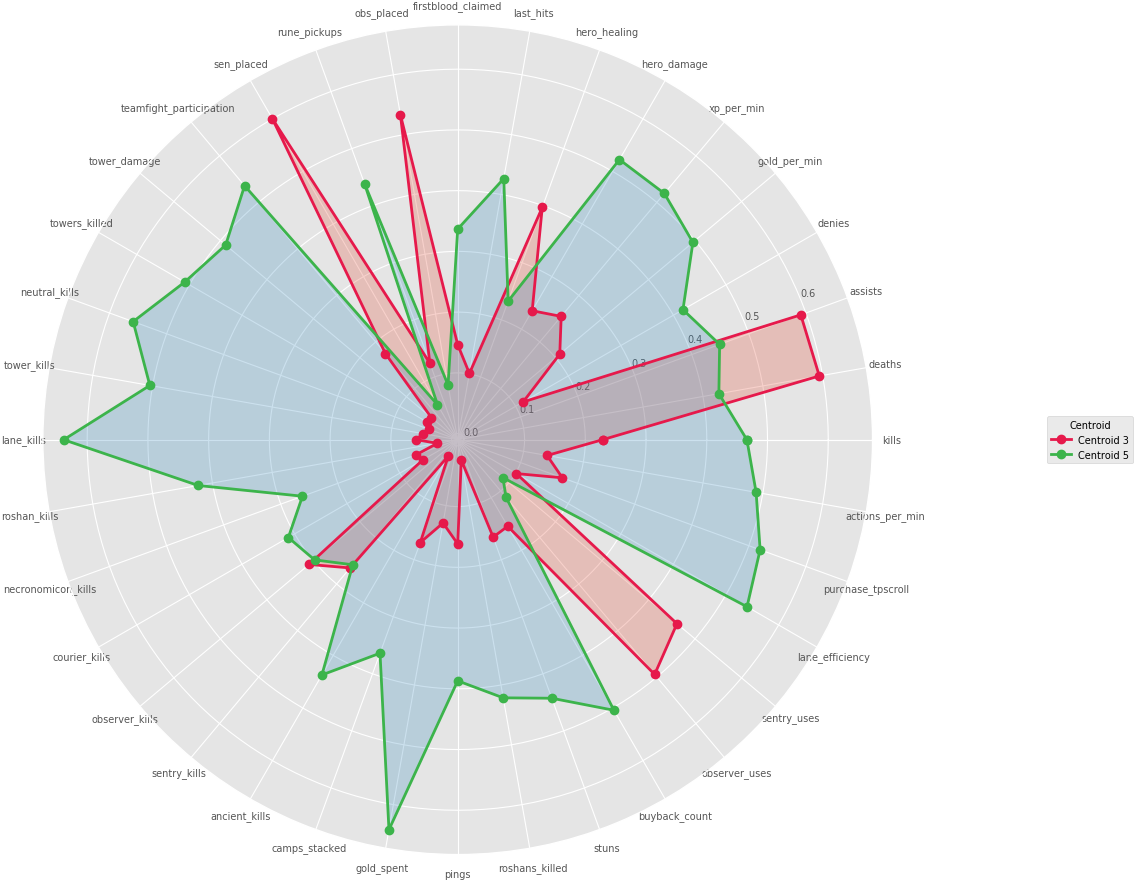 firstblood_claimed
obs_placed
last_hits
rune_pickups
hero_healing
sen_placed
hero_damage
teamfight_participation
xp_per_min
tower_damage
gold_per_min
towers_killed
denies
neutral_kills
assists
0.6
0.5
0.4
0.3
0.2
0.1
0.0
tower_kills
deaths
lane_kills
kills
Centroid
Centroid 3
Centroid 5
roshan_kills
actions_per_min
necronomicon_kills
purchase_tpscroll
courier_kills
lane_efficiency
observer_kills
sentry_uses
sentry_kills
observer_uses
ancient_kills
buyback_count
camps_stacked
stuns
gold_spent
roshans_killed
pings